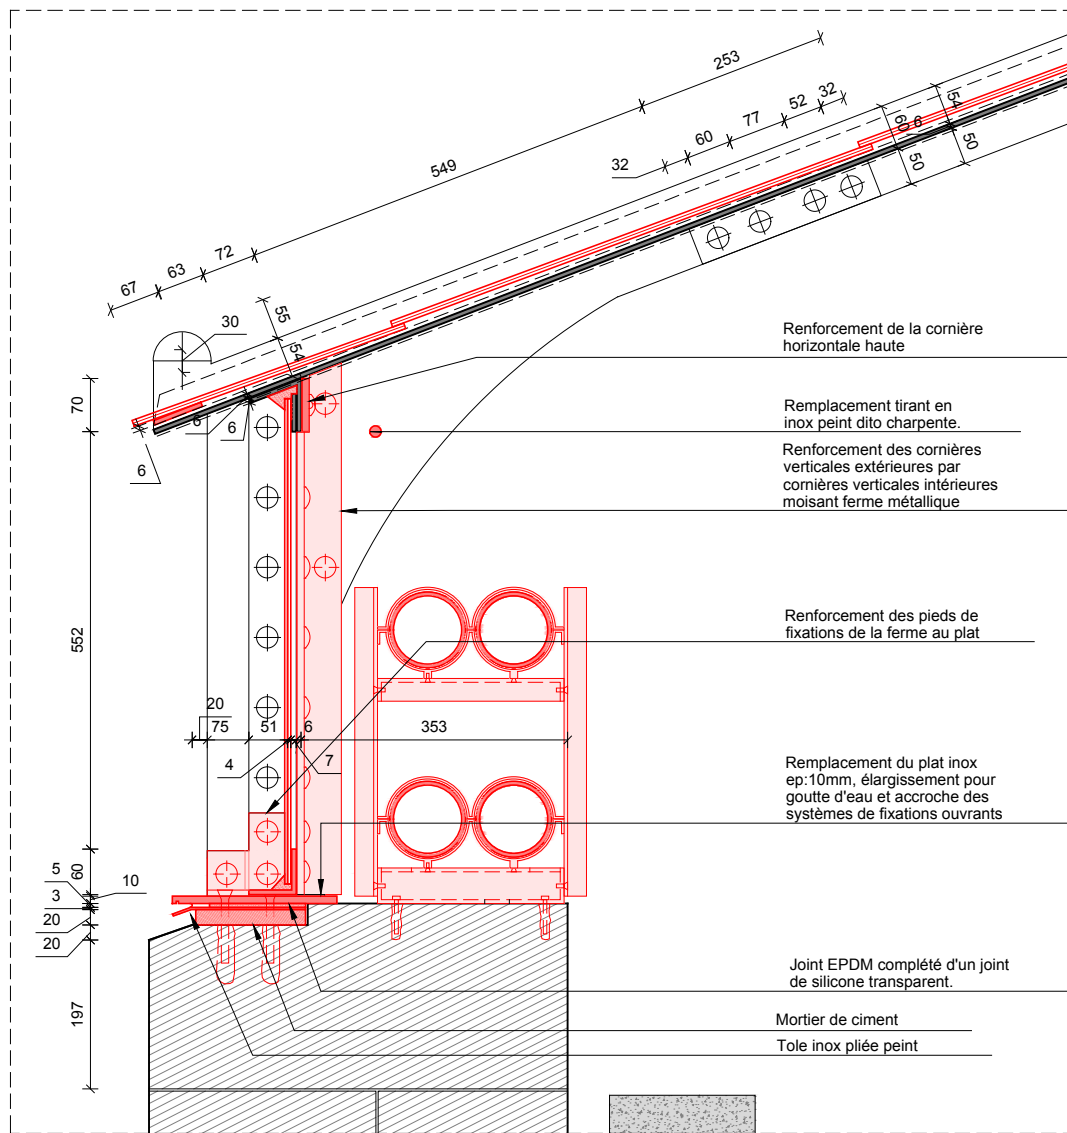 253
54
6
60
50
50
32
52
77
60
32
549
72
63
67
55
54
30
6
6
6
70
Renforcement de la cornière
horizontale haute
Remplacement tirant en
inox peint dito charpente.
Renforcement des cornières
verticales extérieures par
cornières verticales intérieures
moisant ferme métallique
552
Renforcement des pieds de
fixations de la ferme au plat
20
75
51
6
353
4
7
Remplacement du plat inox
ep:10mm, élargissement pour
goutte d'eau et accroche des
systèmes de fixations ouvrants
60
5
10
3
20
20
197
Joint EPDM complété d'un joint
de silicone transparent.
Mortier de ciment
Tole inox pliée peint